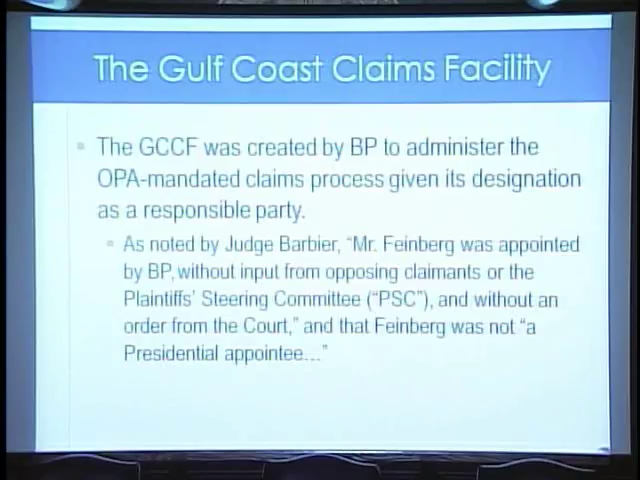 The Gulf Coast Claims Facility
The GCCF was created by BP to administer the
OPA-mandated claims process given its designation
as a responsible party.
As noted by Judge Barbier, “Mr. Feinberg was appointed
by BP, without input from opposing claimants or the
Plaintiffs’ Steering Committee (“PSC”), and without an
order from the Court,” and that Feinberg was not “a
Presidential appointee…”